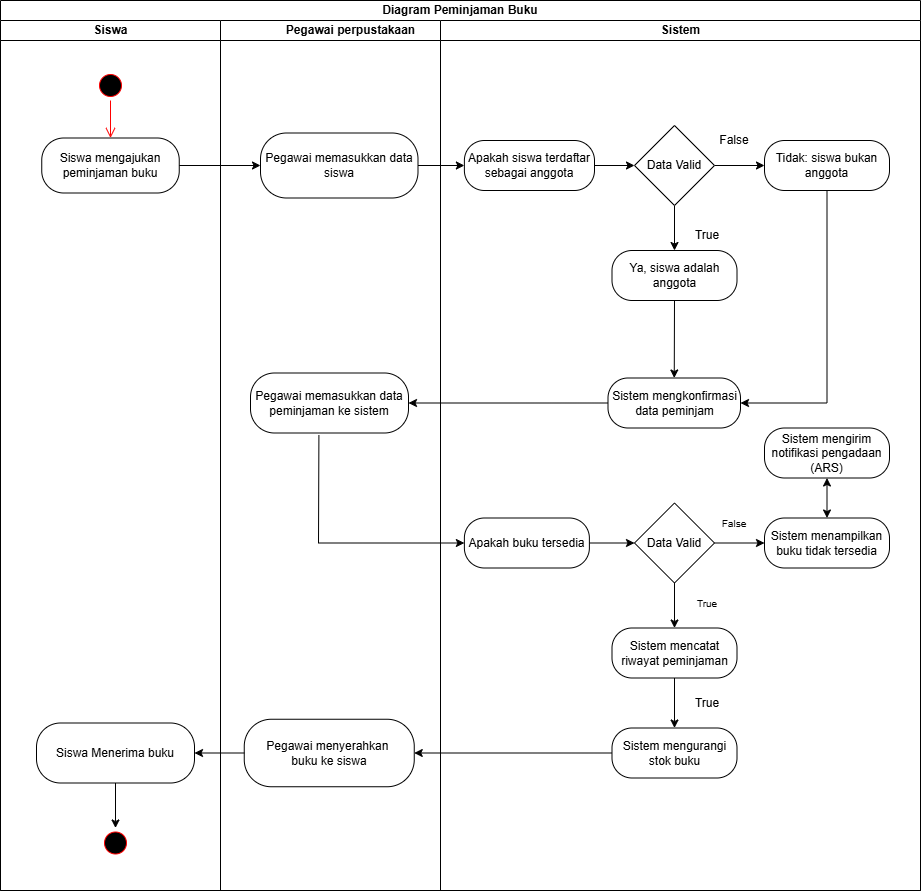 Diagram Peminjaman Buku
Siswa
Pegawai perpustakaan
Sistem
Siswa mengajukan
peminjaman buku
Pegawai memasukkan data
siswa
Apakah siswa terdaftar
sebagai anggota
Data Valid
False
Tidak: siswa bukan
anggota
True
Ya, siswa adalah
anggota
Pegawai memasukkan data
peminjaman ke sistem
Sistem mengkonfirmasi
data peminjam
Sistem mengirim
notifikasi pengadaan
(ARS)
Apakah buku tersedia
Data Valid
False
Sistem menampilkan
buku tidak tersedia
True
Sistem mencatat
riwayat peminjaman
True
Siswa Menerima buku
Pegawai menyerahkan
buku ke siswa
Sistem mengurangi
stok buku